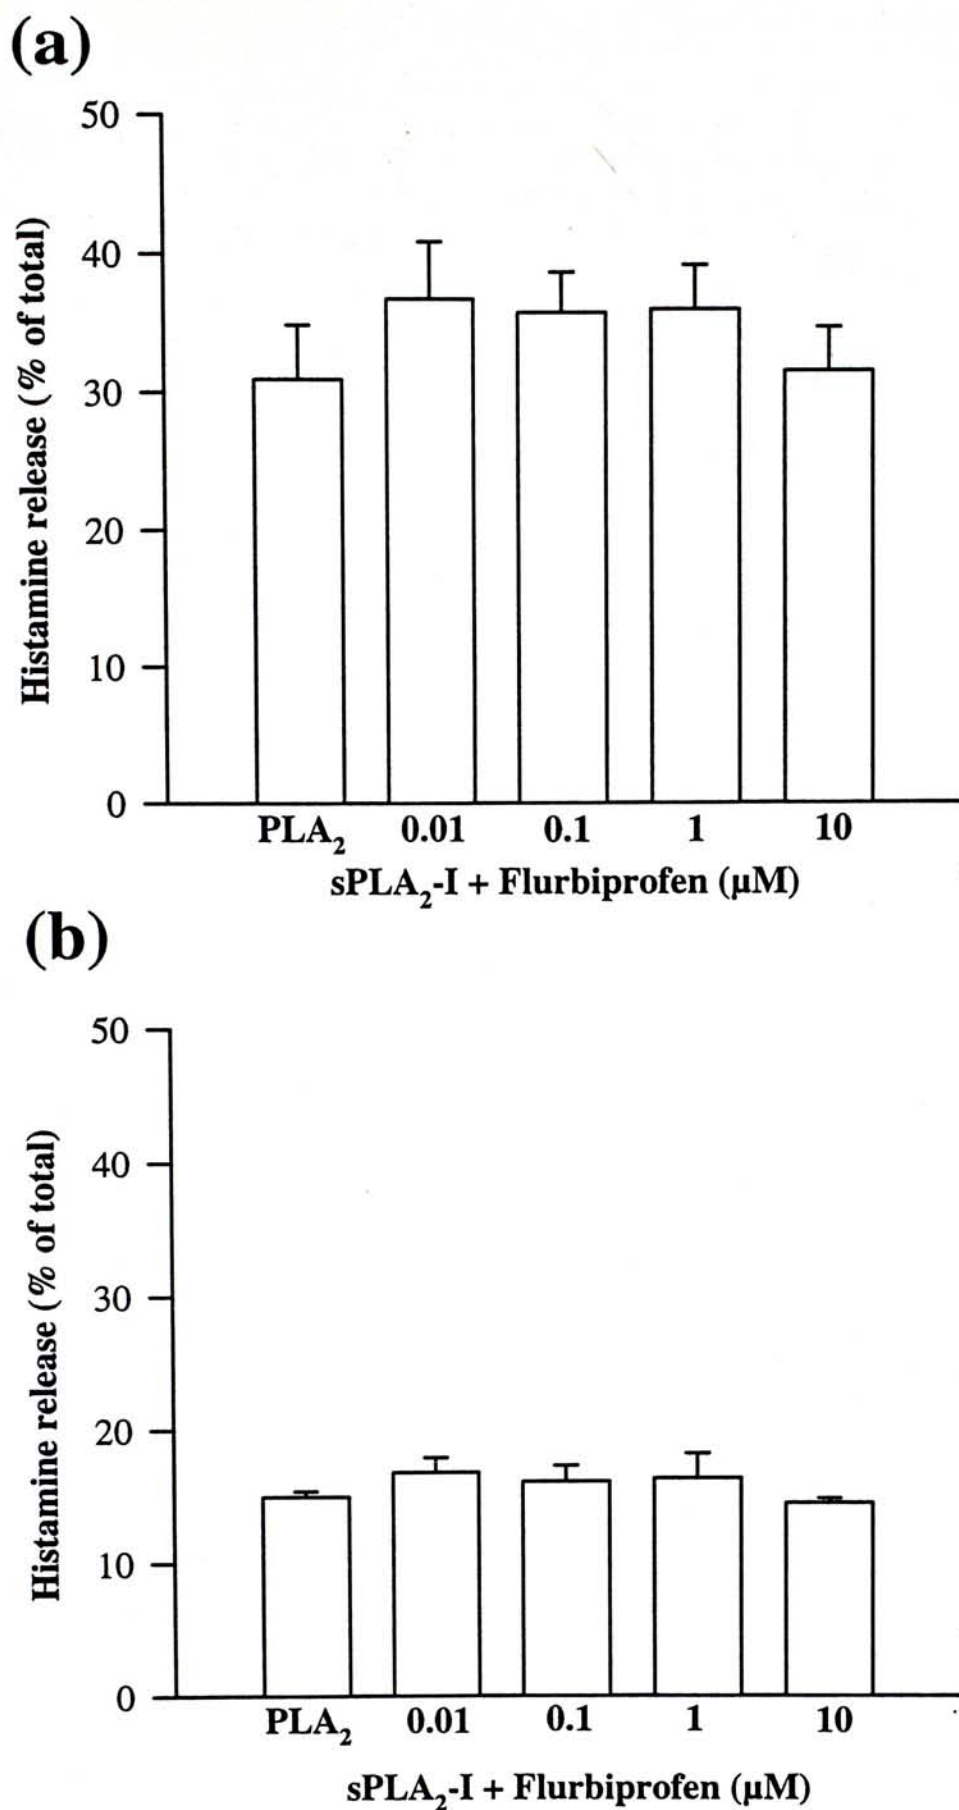 (a)
Histamine release (% of total)
50
40
30
20
10
0
PLA₂ 0.01 0.1 1 10
sPLA₂-I + Flurbiprofen (µM)
(b)
Histamine release (% of total)
50
40
30
20
10
0
PLA₂ 0.01 0.1 1 10
sPLA₂-I + Flurbiprofen (µM)